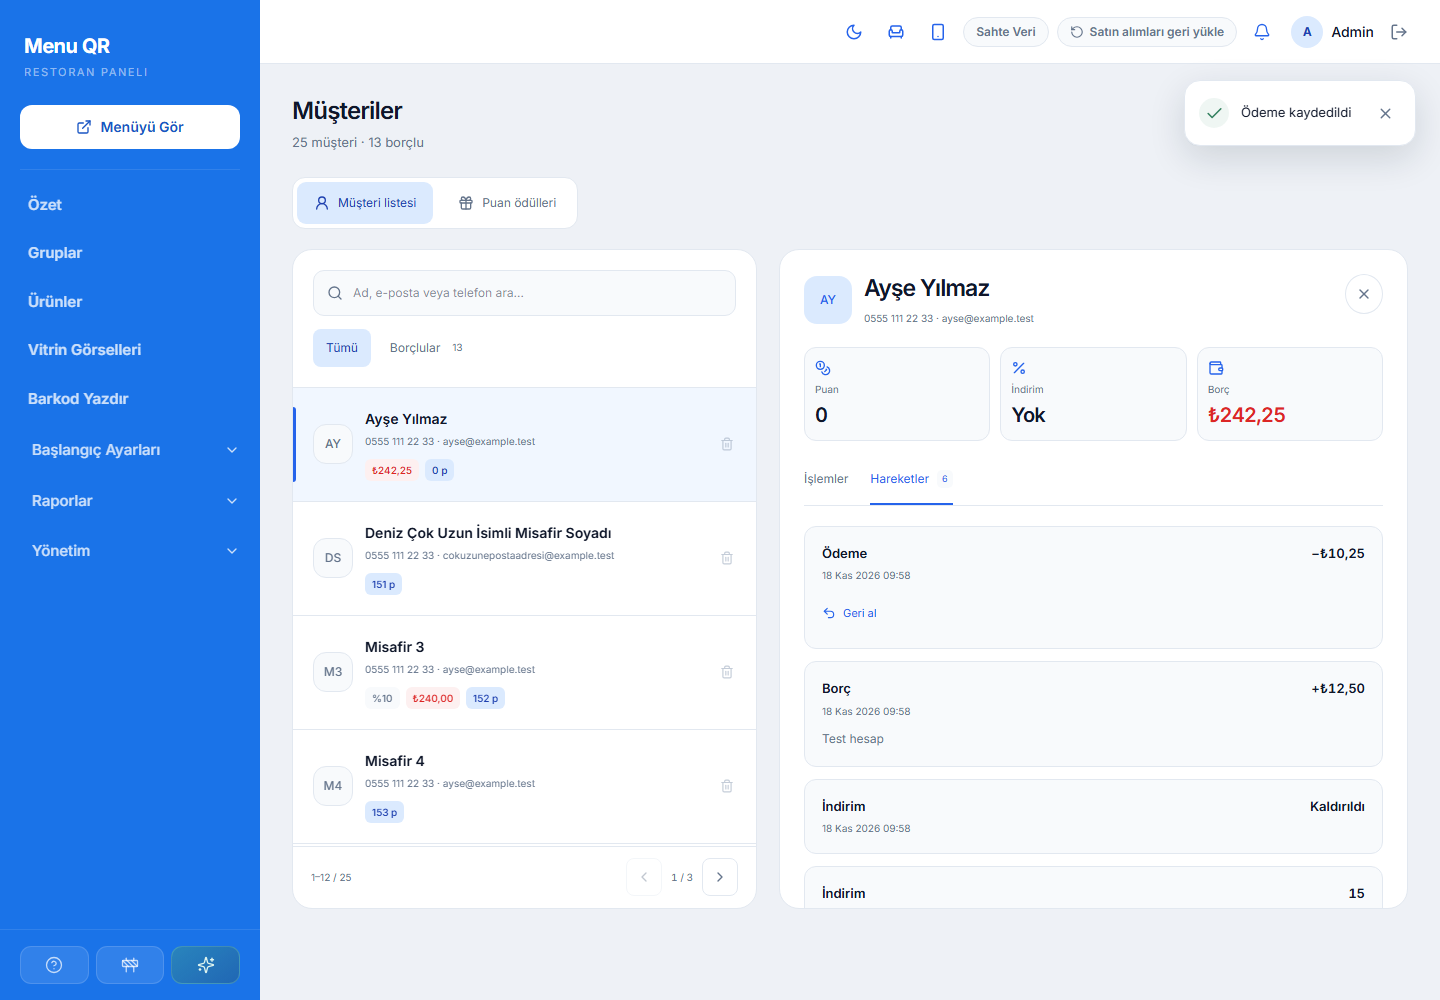 Menu QR
RESTORAN PANELİ
Menüyü Gör
Özet
Gruplar
Ürünler
Vitrin Görselleri
Barkod Yazdır
Başlangıç Ayarları
Raporlar
Yönetim
Sahte Veri
Satın alımları geri yükle
A
Admin
Ödeme kaydedildi
Müşteriler
25 müşteri · 13 borçlu
Müşteri listesi
Puan ödülleri
Ad, e-posta veya telefon ara...
Tümü
Borçlular 13
AY
Ayşe Yılmaz
0555 111 22 33 · ayse@example.test
₺242,25 0 p
DS
Deniz Çok Uzun İsimli Misafir Soyadı
0555 111 22 33 · cokuzunepostaadresi@example.test
151 p
M3
Misafir 3
0555 111 22 33 · ayse@example.test
%10 ₺240,00 152 p
M4
Misafir 4
0555 111 22 33 · ayse@example.test
153 p
1–12 / 25
1 / 3
AY
Ayşe Yılmaz
0555 111 22 33 · ayse@example.test
Puan
0
İndirim
Yok
Borç
₺242,25
İşlemler
Hareketler 6
Ödeme −₺10,25
18 Kas 2026 09:58
Geri al
Borç +₺12,50
18 Kas 2026 09:58
Test hesap
İndirim Kaldırıldı
18 Kas 2026 09:58
İndirim 15